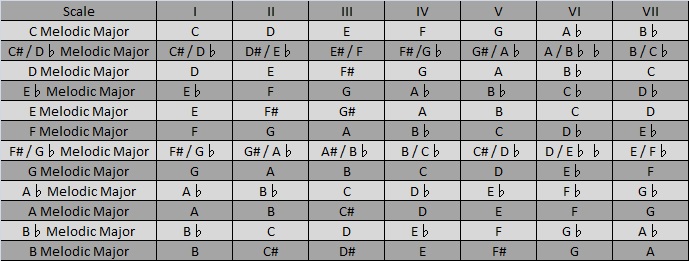 Scale I II III IV V VI VII
C Melodic Major C D E F G A♭ B♭
C# / D♭ Melodic Major C# / D♭ D# / E♭ E# / F F# /G♭ G# / A♭ A / B♭ ♭ B / C♭
D Melodic Major D E F# G A B♭ C
E♭ Melodic Major E♭ F G A♭ B♭ C♭ D♭
E Melodic Major E F# G# A B C D
F Melodic Major F G A B♭ C D♭ E♭
F# / G♭ Melodic Major F# / G♭ G# / A♭ A# / B♭ B / C♭ C# / D♭ D / E♭ ♭ E / F♭
G Melodic Major G A B C D E♭ F
A♭ Melodic Major A♭ B♭ C D♭ E♭ F♭ G♭
A Melodic Major A B C# D E F G
B♭ Melodic Major B♭ C D E♭ F G♭ A♭
B Melodic Major B C# D# E F# G A